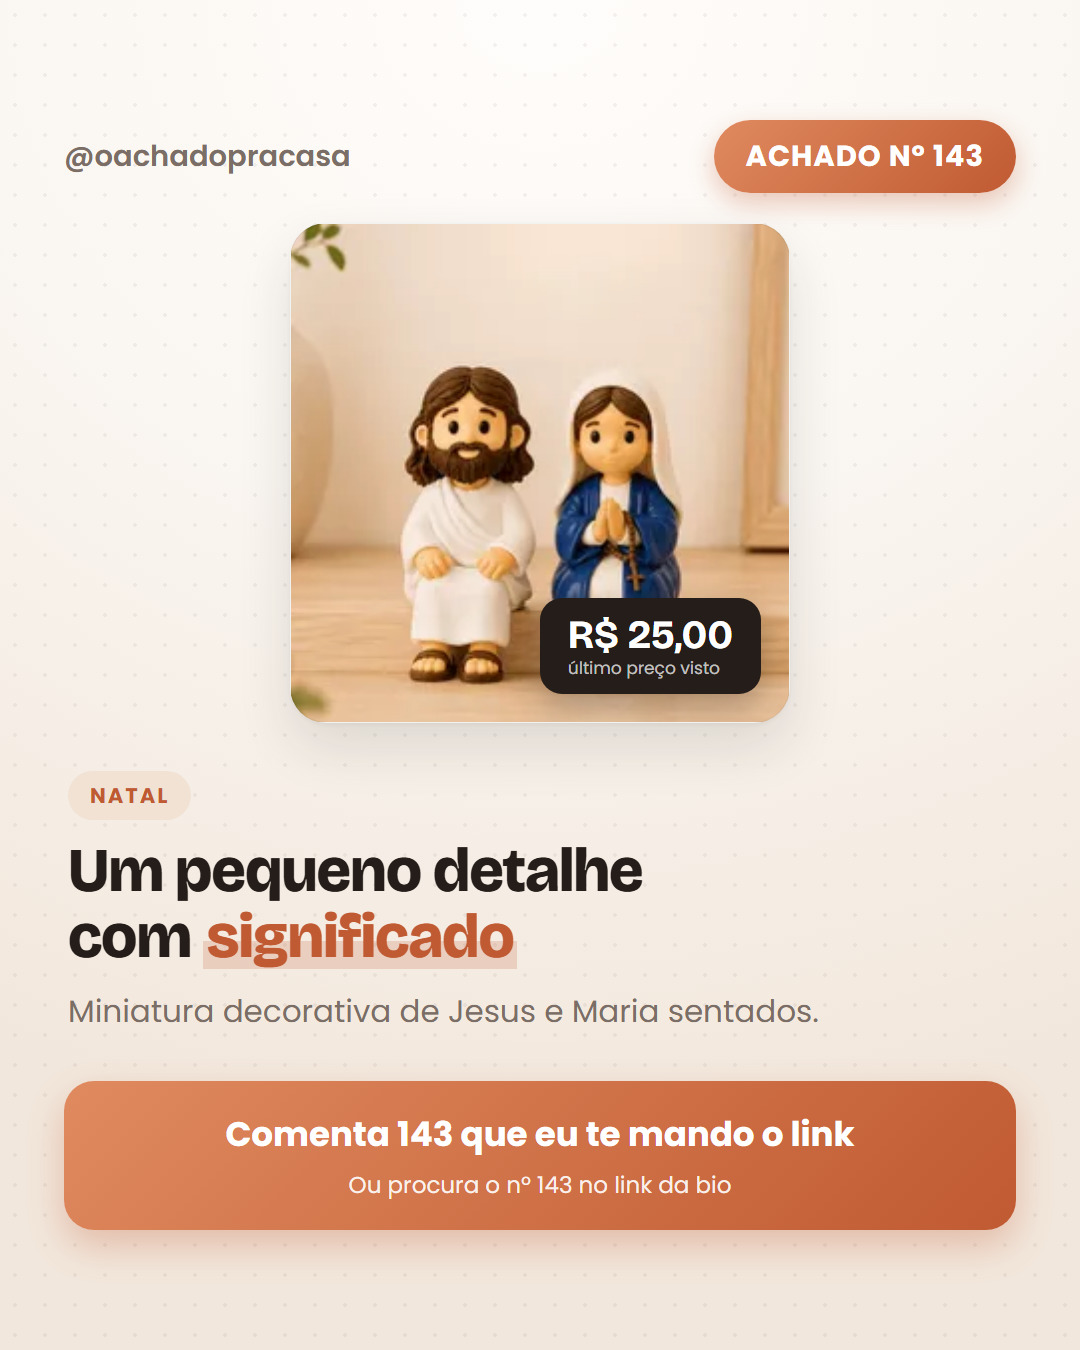 @oachadopracasa
ACHADO Nº 143
R$ 25,00
último preço visto
NATAL
Um pequeno detalhe
com significado
Miniatura decorativa de Jesus e Maria sentados.
Comenta 143 que eu te mando o link
Ou procura o nº 143 no link da bio